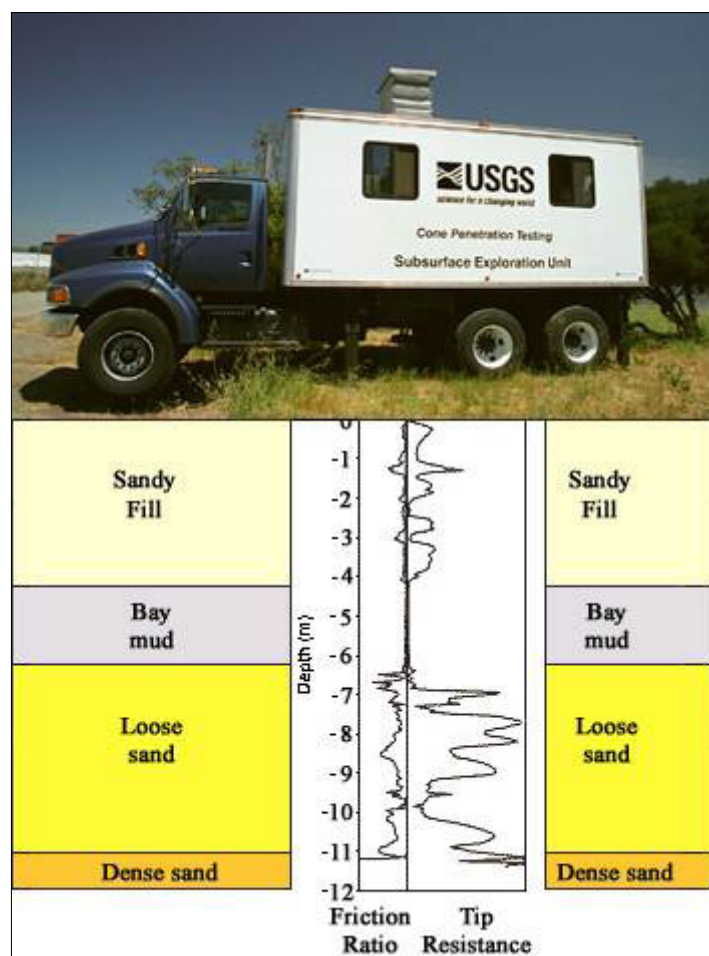 USGS
science for a changing world
Cone Penetration Testing
Subsurface Exploration Unit
Sandy
Fill
Bay
mud
Loose
sand
Dense sand
Depth (m)
0
-1
-2
-3
-4
-5
-6
-7
-8
-9
-10
-11
-12
Friction
Ratio
Tip
Resistance
Sandy
Fill
Bay
mud
Loose
sand
Dense sand